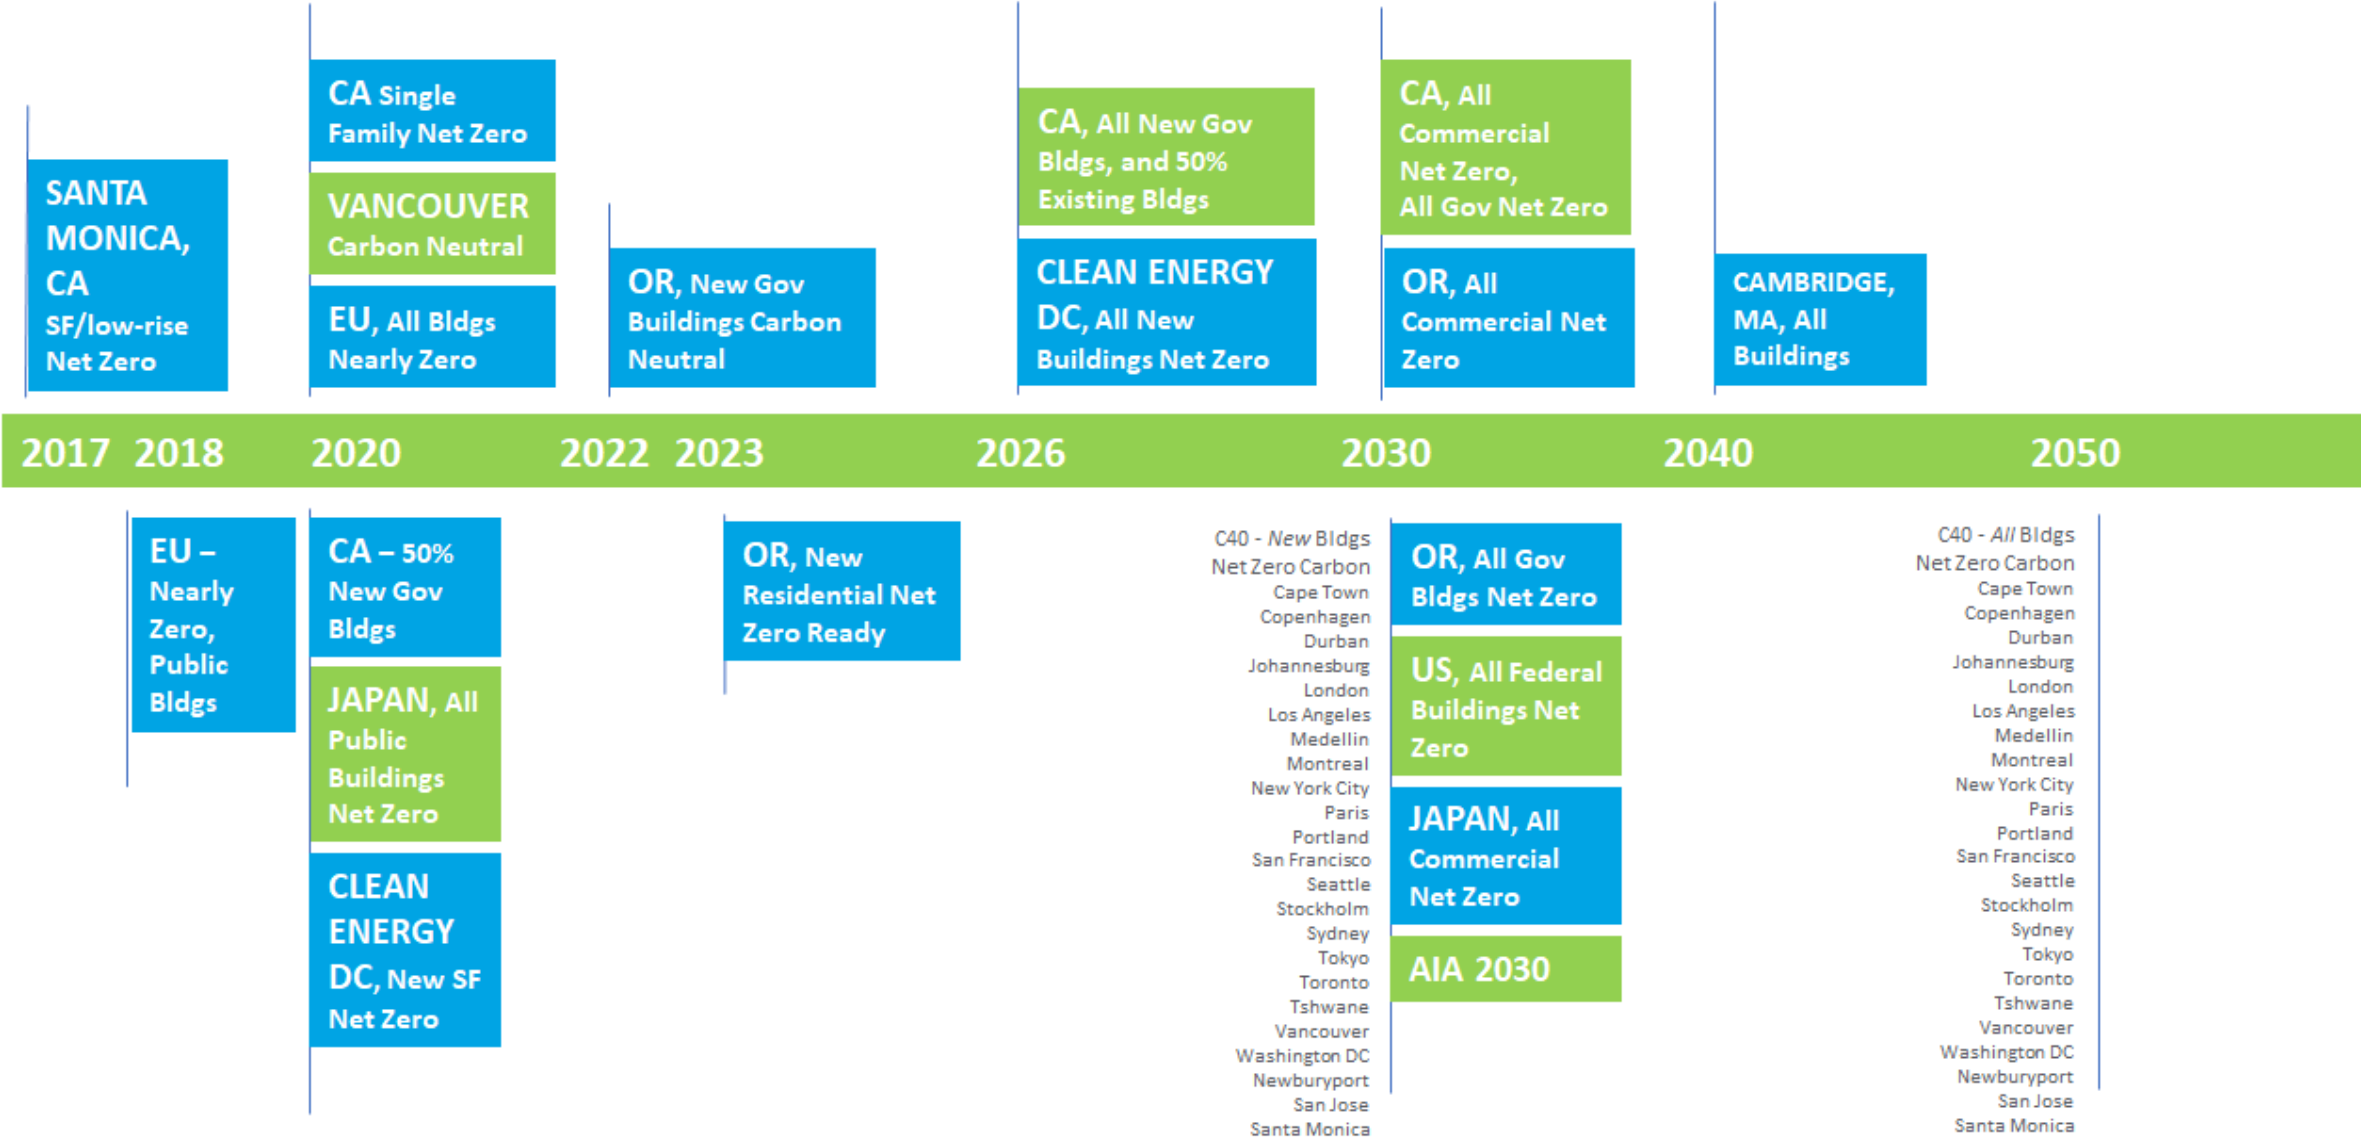 SANTA
MONICA,
CA
SF/low-rise
Net Zero
CA Single
Family Net Zero
VANCOUVER
Carbon Neutral
EU, All Bldgs
Nearly Zero
OR, New Gov
Buildings Carbon
Neutral
CA, All New Gov
Bldgs, and 50%
Existing Bldgs
CLEAN ENERGY
DC, All New
Buildings Net Zero
CA, All
Commercial
Net Zero,
All Gov Net Zero
OR, All
Commercial Net
Zero
CAMBRIDGE,
MA, All
Buildings
2017 2018 2020 2022 2023 2026 2030 2040 2050
EU –
Nearly
Zero,
Public
Bldgs
CA – 50%
New Gov
Bldgs
JAPAN, All
Public
Buildings
Net Zero
CLEAN
ENERGY
DC, New SF
Net Zero
OR, New
Residential Net
Zero Ready
C40 - New Bldgs
Net Zero Carbon
Cape Town
Copenhagen
Durban
Johannesburg
London
Los Angeles
Medellin
Montreal
New York City
Paris
Portland
San Francisco
Seattle
Stockholm
Sydney
Tokyo
Toronto
Tshwane
Vancouver
Washington DC
Newburyport
San Jose
Santa Monica
OR, All Gov
Bldgs Net Zero
US, All Federal
Buildings Net
Zero
JAPAN, All
Commercial
Net Zero
AIA 2030
C40 - All Bldgs
Net Zero Carbon
Cape Town
Copenhagen
Durban
Johannesburg
London
Los Angeles
Medellin
Montreal
New York City
Paris
Portland
San Francisco
Seattle
Stockholm
Sydney
Tokyo
Toronto
Tshwane
Vancouver
Washington DC
Newburyport
San Jose
Santa Monica